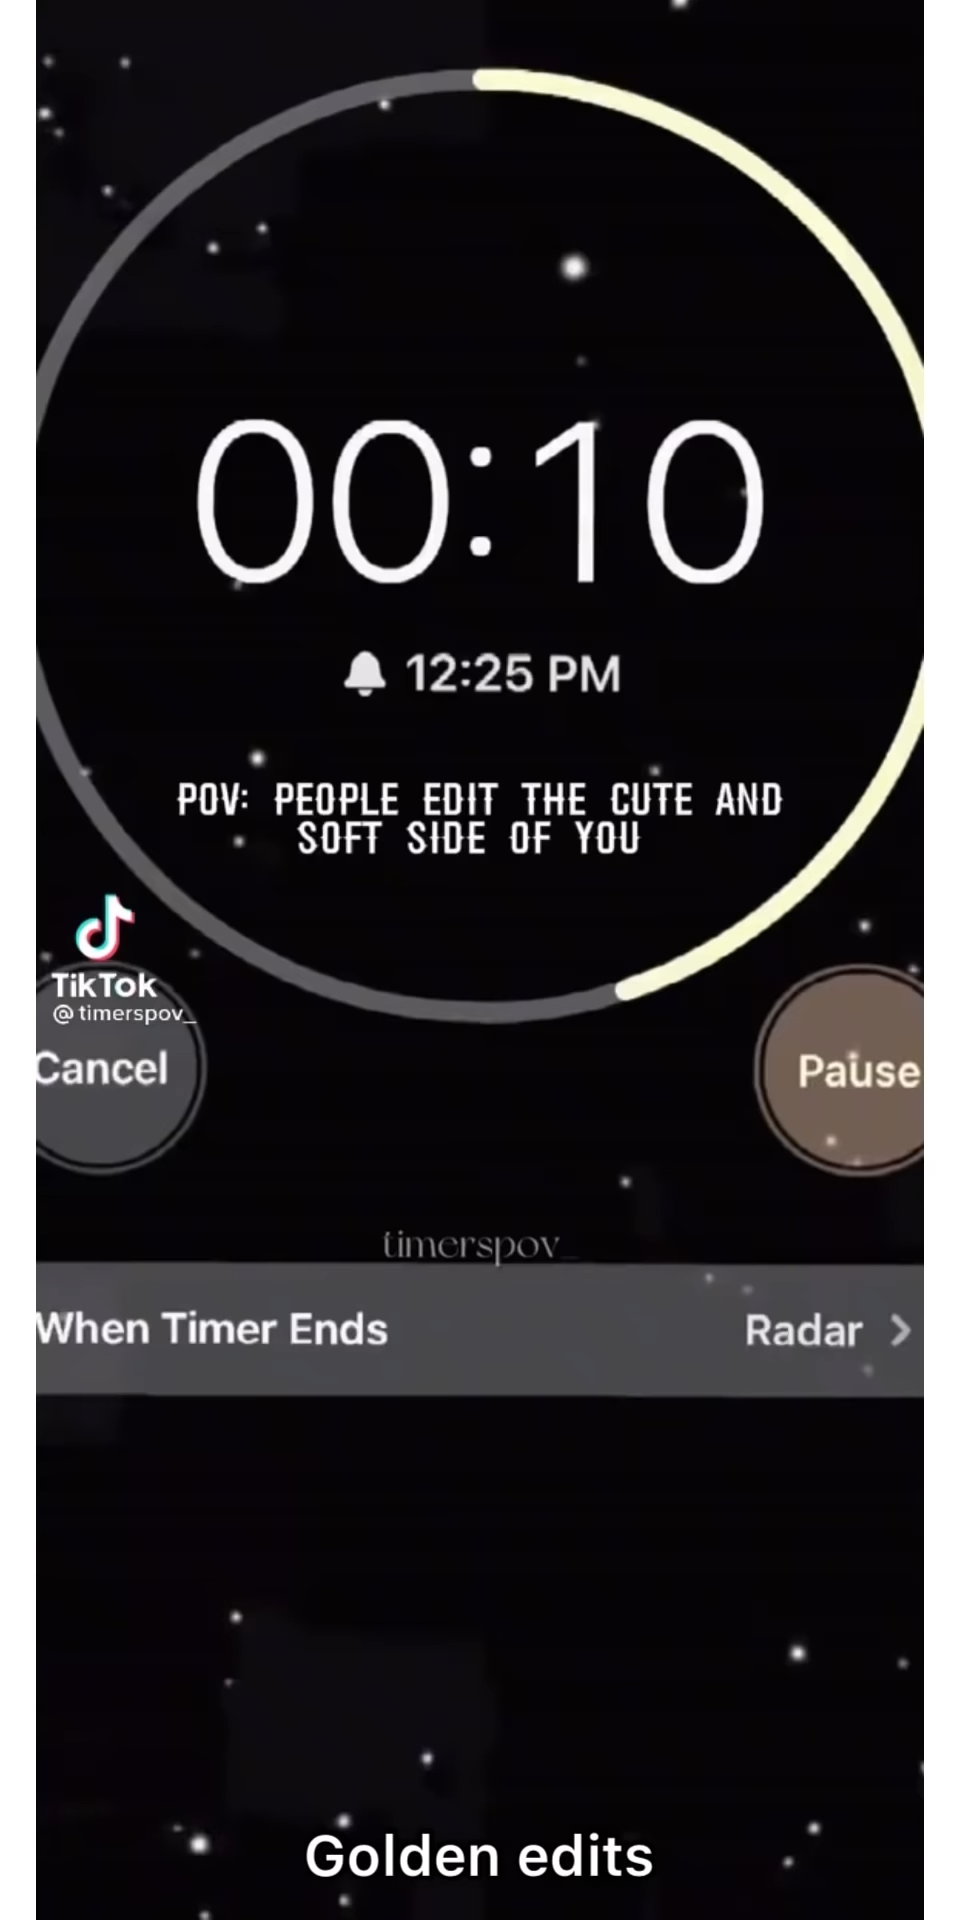 00:10
12:25 PM
POV: PEOPLE EDIT THE CUTE AND
SOFT SIDE OF YOU
TikTok
@timerspov_
Cancel
Pause
timerspov_
When Timer Ends
Radar
Golden edits